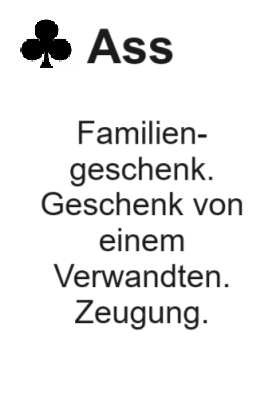 ♣ Ass
Familien-
geschenk.
Geschenk von
einem
Verwandten.
Zeugung.